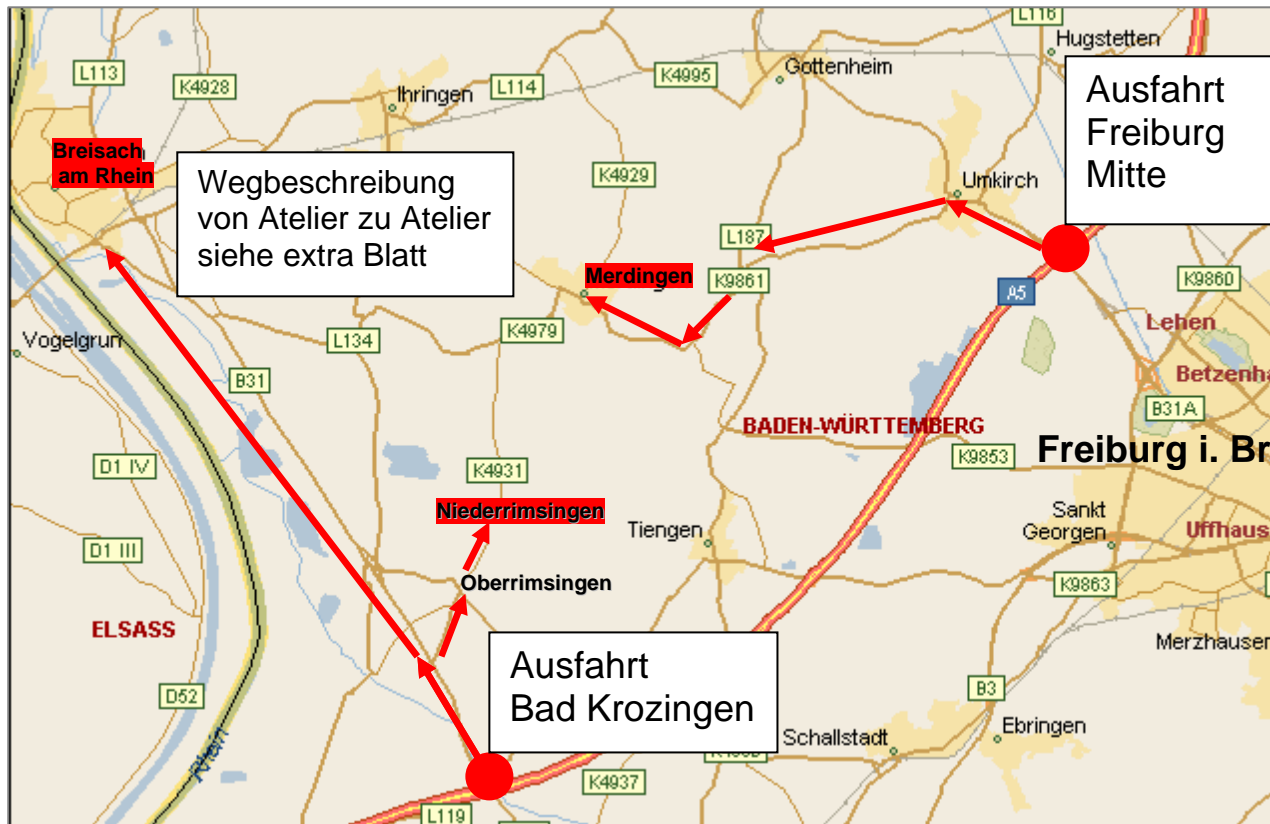 L116
Hugstetten
L113
K4928
L114
Ihringen
K4995
Gottenheim
Ausfahrt
Freiburg
Mitte
Breisach
am Rhein
Wegbeschreibung
von Atelier zu Atelier
siehe extra Blatt
K4929
Umkirch
L187
Merdingen
K9861
A5
K9860
Lehen
Vogelgrun
L134
K4979
B31
Betzenha
B31A
BADEN-WÜRTTEMBERG
K9853
Freiburg i. Br
D1 IV
K4931
Niederrimsingen
Tiengen
Sankt
Georgen
Uffhaus
D1 III
Oberrimsingen
K9863
ELSASS
Merzhausen
Ausfahrt
Bad Krozingen
D52
B3
Rhein
Schallstadt
Ebringen
K4937
L119